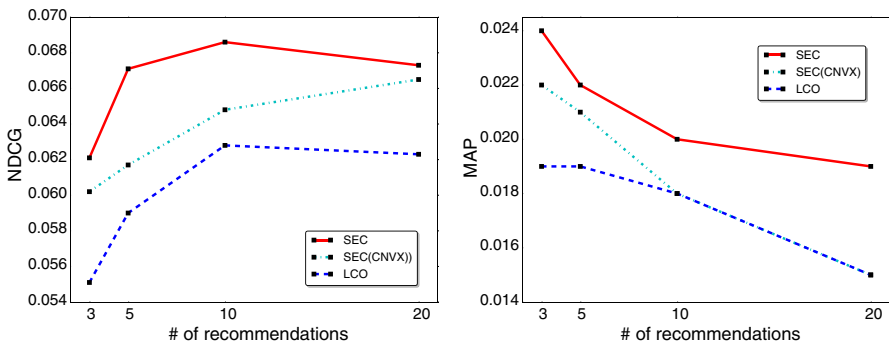 0.070
0.068
0.066
0.064
0.062
0.060
0.058
0.056
0.054
NDCG
3 5 10 20
# of recommendations
SEC
SEC(CNVX))
LCO
0.024
0.022
0.020
0.018
0.016
0.014
MAP
3 5 10 20
# of recommendations
SEC
SEC(CNVX)
LCO